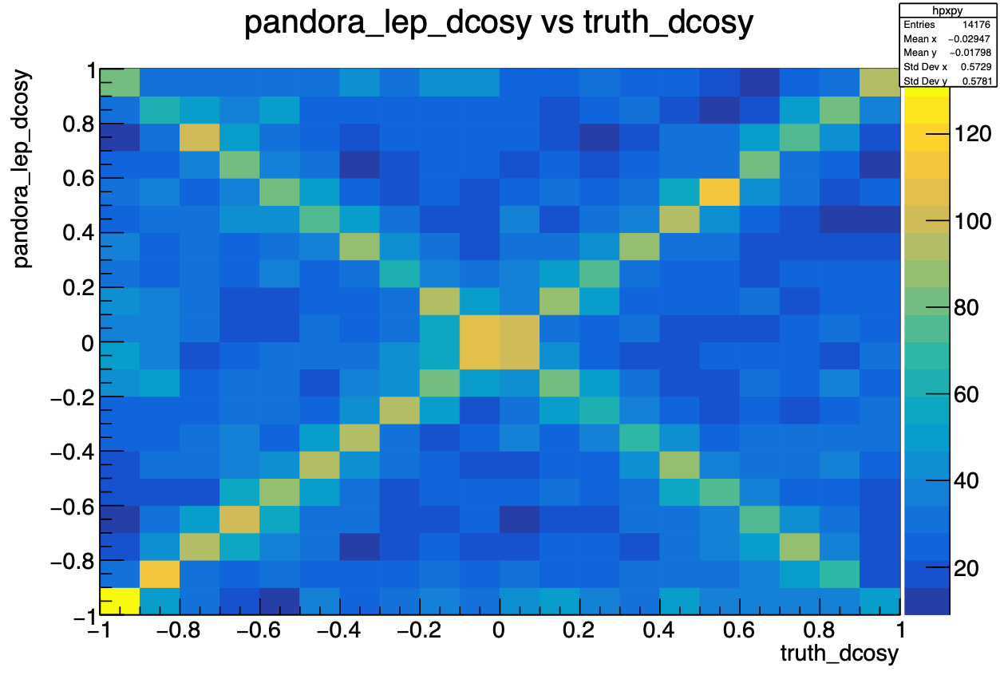 pandora_lep_dcosy vs truth_dcosy
hpxpy
Entries 14176
Mean x −0.02947
Mean y −0.01798
Std Dev x 0.5729
Std Dev y 0.5781
pandora_lep_dcosy
1
0.8
0.6
0.4
0.2
0
−0.2
−0.4
−0.6
−0.8
−1
−1 −0.8 −0.6 −0.4 −0.2 0 0.2 0.4 0.6 0.8 1
truth_dcosy
120
100
80
60
40
20